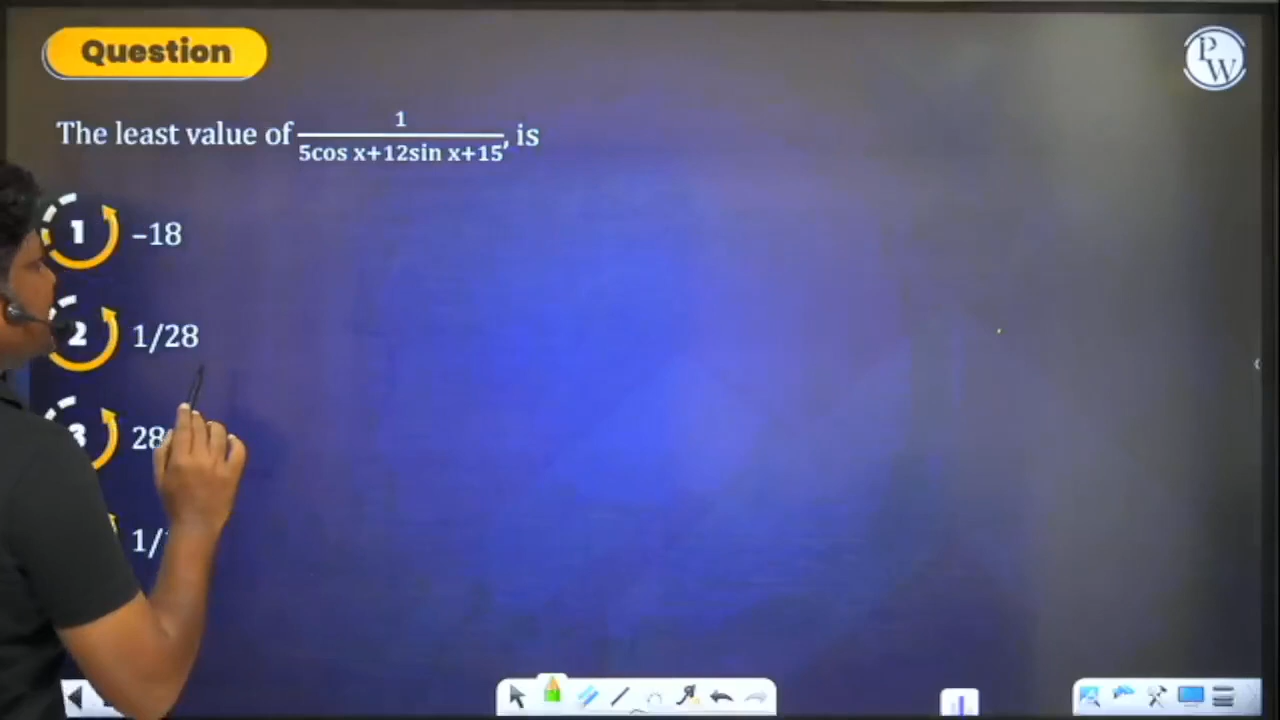 Question
PW
The least value of 1/(5cos x+12sin x+15), is
1 –18
2 1/28
3 28
1/